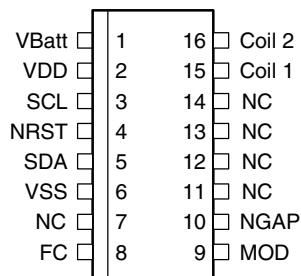 VBatt 1 16 Coil 2
VDD 2 15 Coil 1
SCL 3 14 NC
NRST 4 13 NC
SDA 5 12 NC
VSS 6 11 NC
NC 7 10 NGAP
FC 8 9 MOD